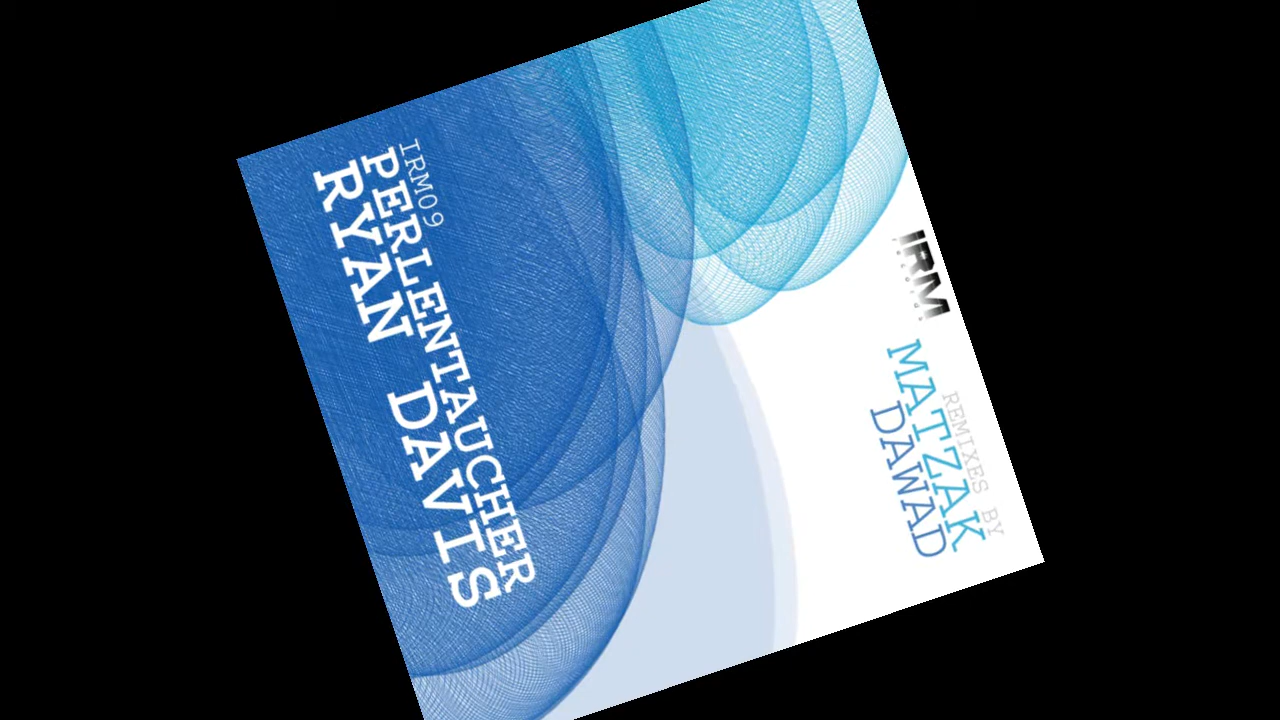 IRM
REMIXES BY
MATZAK
DAWAD
IRM09
PERLENTAUCHER
RYAN DAVIS